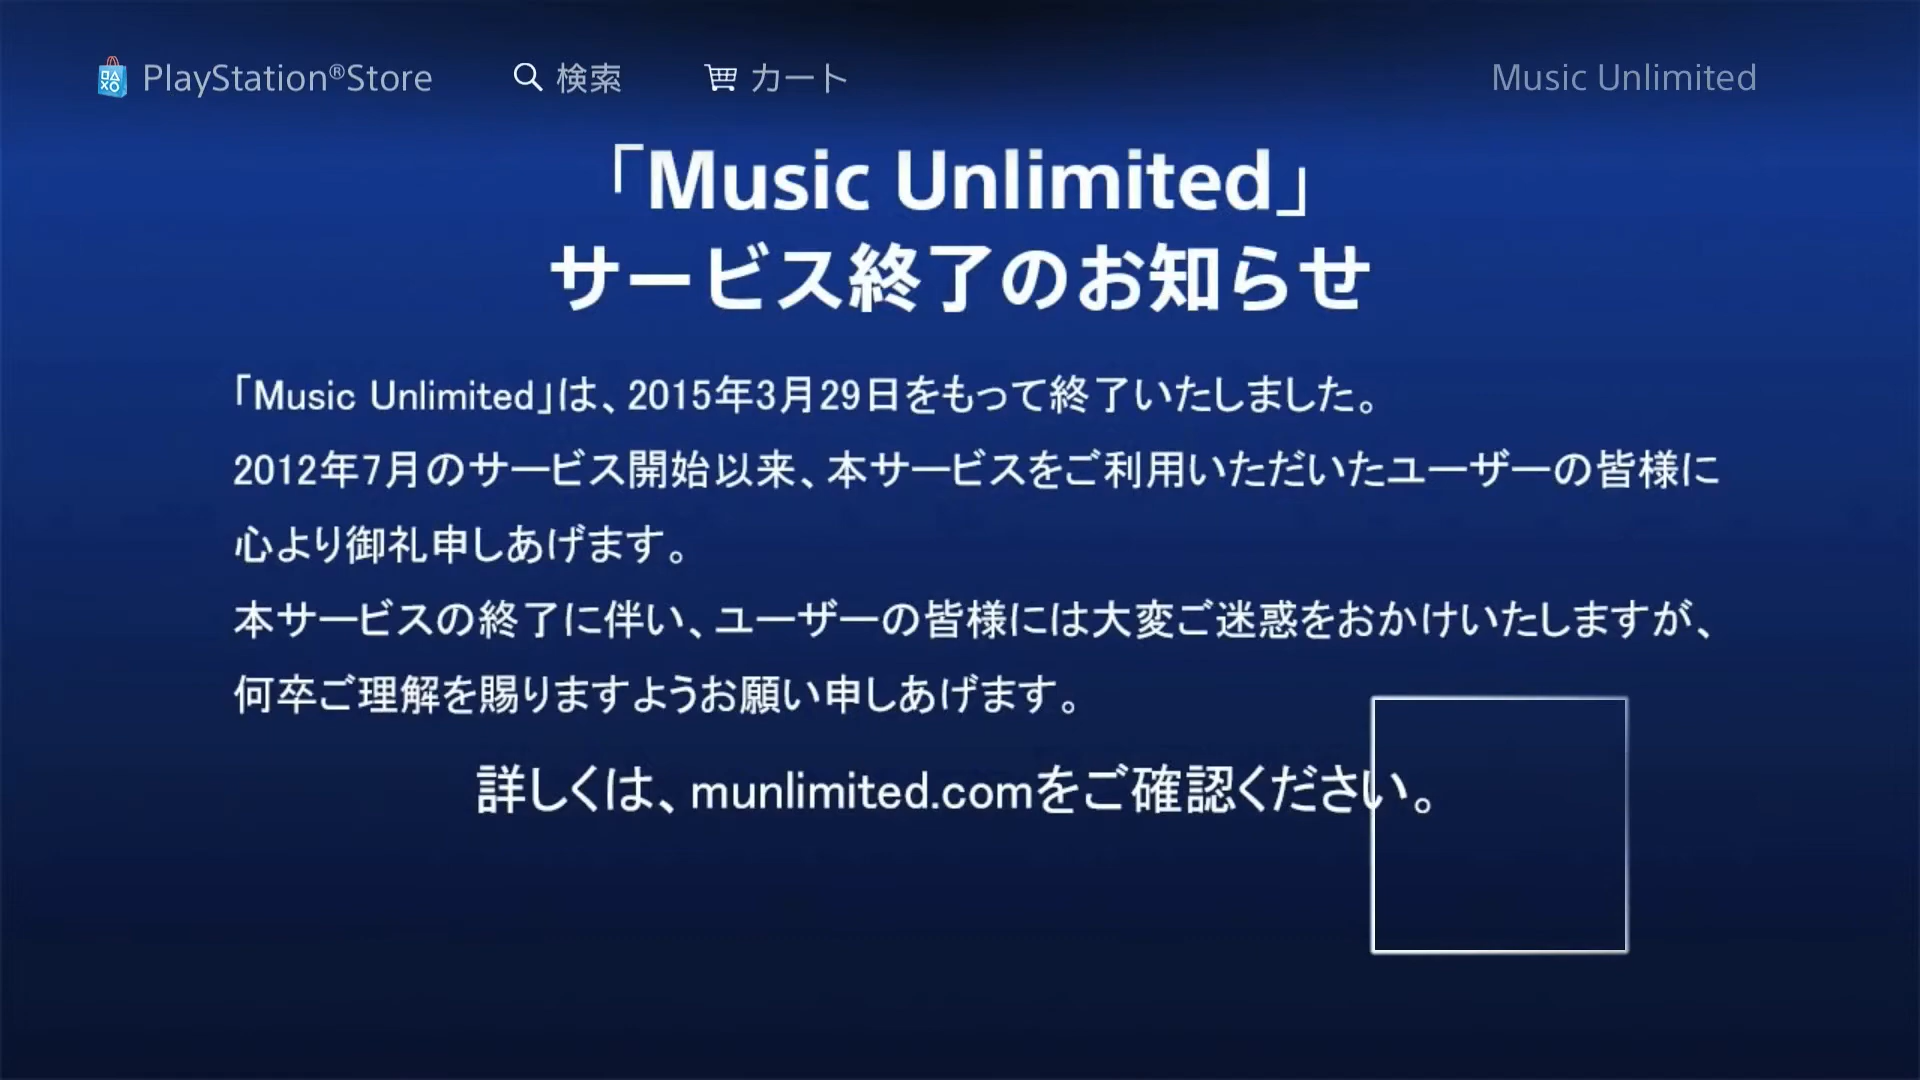 PlayStation®Store 検索 カート Music Unlimited
「Music Unlimited」
サービス終了のお知らせ
「Music Unlimited」は、2015年3月29日をもって終了いたしました。
2012年7月のサービス開始以来、本サービスをご利用いただいたユーザーの皆様に
心より御礼申しあげます。
本サービスの終了に伴い、ユーザーの皆様には大変ご迷惑をおかけいたしますが、
何卒ご理解を賜りますようお願い申しあげます。
詳しくは、munlimited.comをご確認ください。